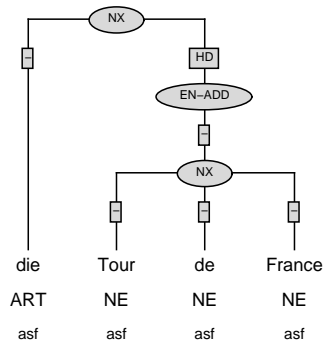 NX
– HD
EN–ADD
–
NX
– – –
die Tour de France
ART NE NE NE
asf asf asf asf